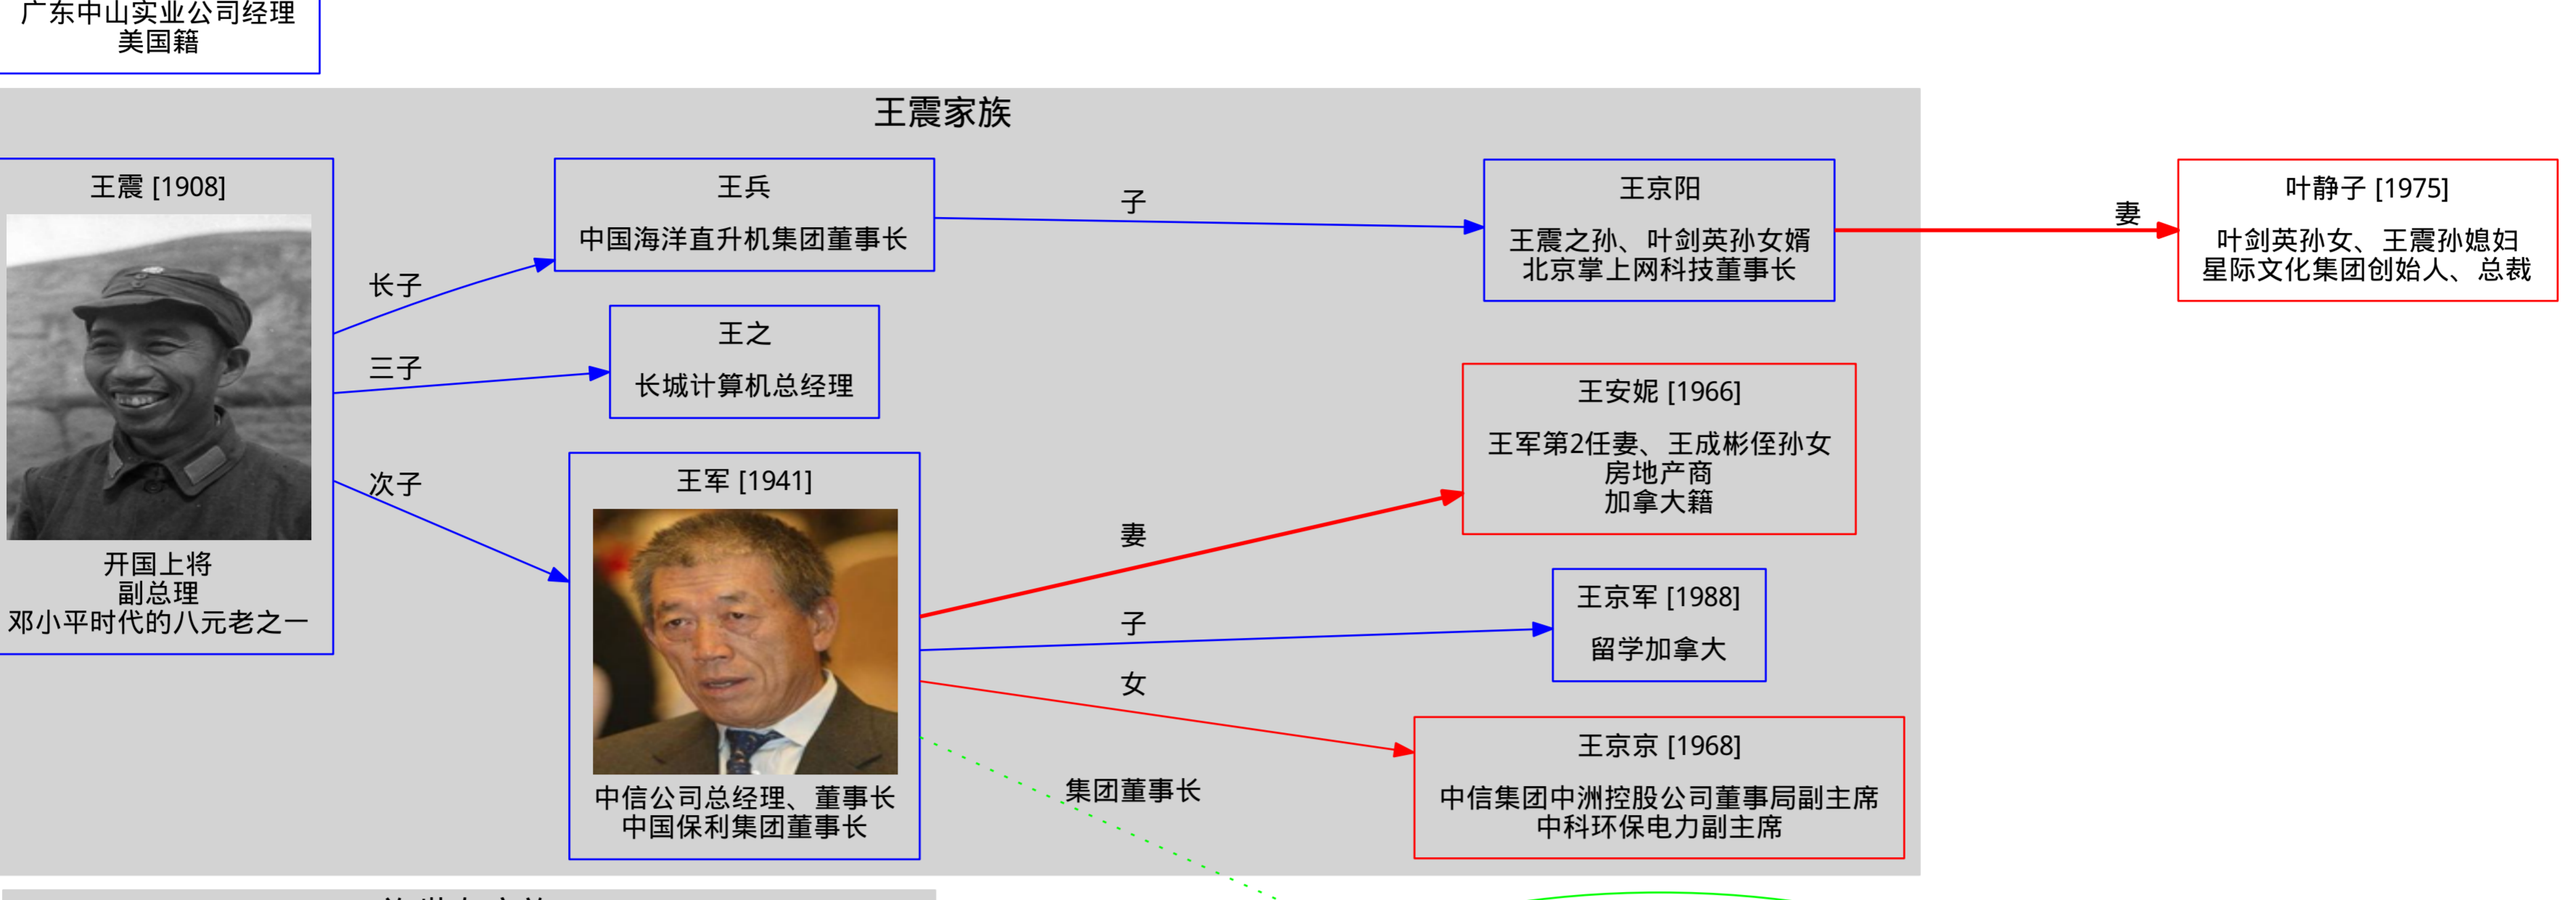 广东中山实业公司经理
美国籍
王震家族
王震 [1908]
开国上将
副总理
邓小平时代的八元老之一
长子
三子
次子
王兵
中国海洋直升机集团董事长
王之
长城计算机总经理
王军 [1941]
中信公司总经理、董事长
中国保利集团董事长
子
妻
子
女
集团董事长
王京阳
王震之孙、叶剑英孙女婿
北京掌上网科技董事长
王安妮 [1966]
王军第2任妻、王成彬侄孙女
房地产商
加拿大籍
王京军 [1988]
留学加拿大
王京京 [1968]
中信集团中洲控股公司董事局副主席
中科环保电力副主席
妻
叶静子 [1975]
叶剑英孙女、王震孙媳妇
星际文化集团创始人、总裁